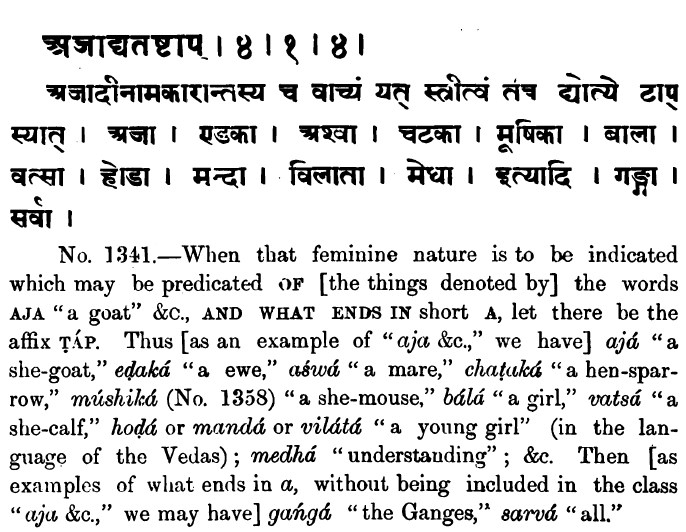 अजाद्यतष्टाप् । ४ । १ । ४ ।
अजादीनामकारान्तस्य च वाच्यं यत् स्त्रीत्वं तच द्योत्ये टाप्
स्यात् । अजा । एडका । अश्वा । चटका । मूषिका । बाला ।
वत्सा । होडा । मन्दा । विलाता । मेधा । इत्यादि । गङ्गा ।
सर्वा ।
No. 1341.—When that feminine nature is to be indicated
which may be predicated OF [the things denoted by] the words
AJA “a goat” &c., AND WHAT ENDS IN short A, let there be the
affix ṬÁP. Thus [as an example of “aja &c.,” we have] ajá “a
she-goat,” eḍaká “a ewe,” aśwá “a mare,” chaṭaká “a hen-spar-
row,” múshiká (No. 1358) “a she-mouse,” bálá “a girl,” vatsá “a
she-calf,” hoḍá or mandá or vilátá “a young girl” (in the lan-
guage of the Vedas); medhá “understanding”; &c. Then [as
examples of what ends in a, without being included in the class
“aja &c.,” we may have] gaṅgá “the Ganges,” sarvá “all.”